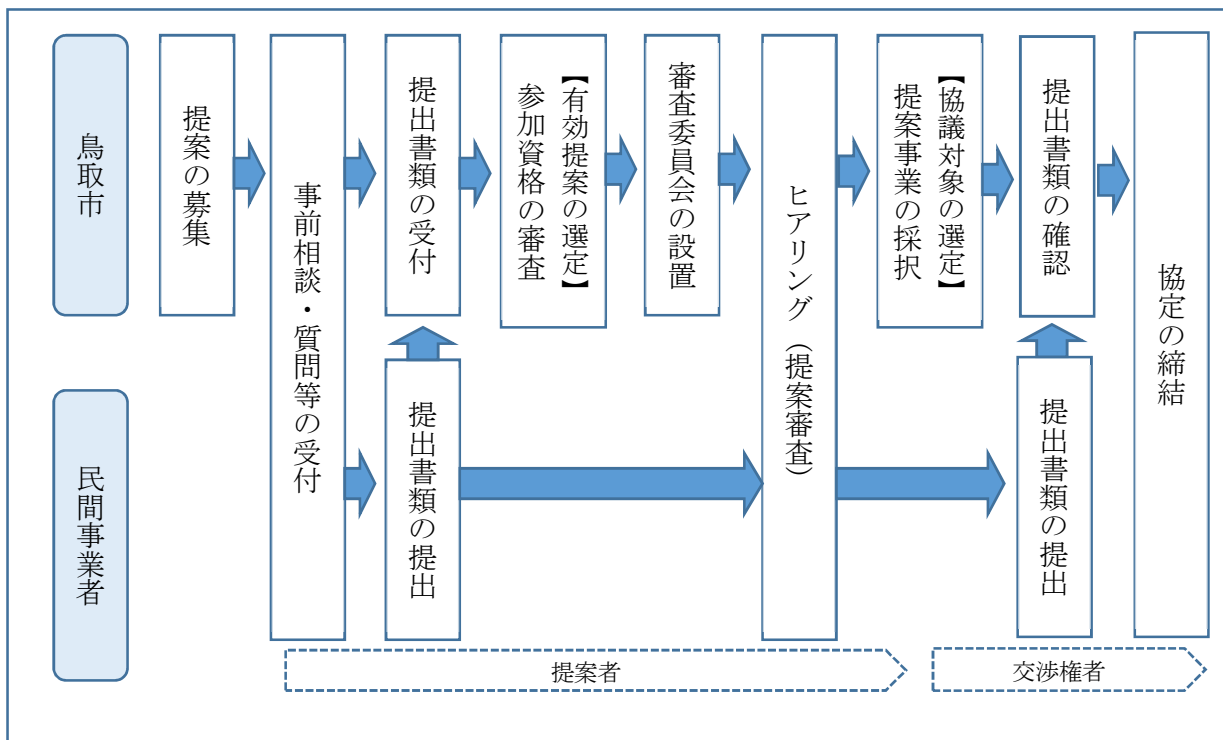 鳥取市
提案の募集
事前相談・質問等の受付
提出書類の受付
【有効提案の選定】
参加資格の審査
審査委員会の設置
ヒアリング（提案審査）
【協議対象の選定】
提案事業の採択
提出書類の確認
協定の締結
民間事業者
提出書類の提出
提出書類の提出
提案者
交渉権者